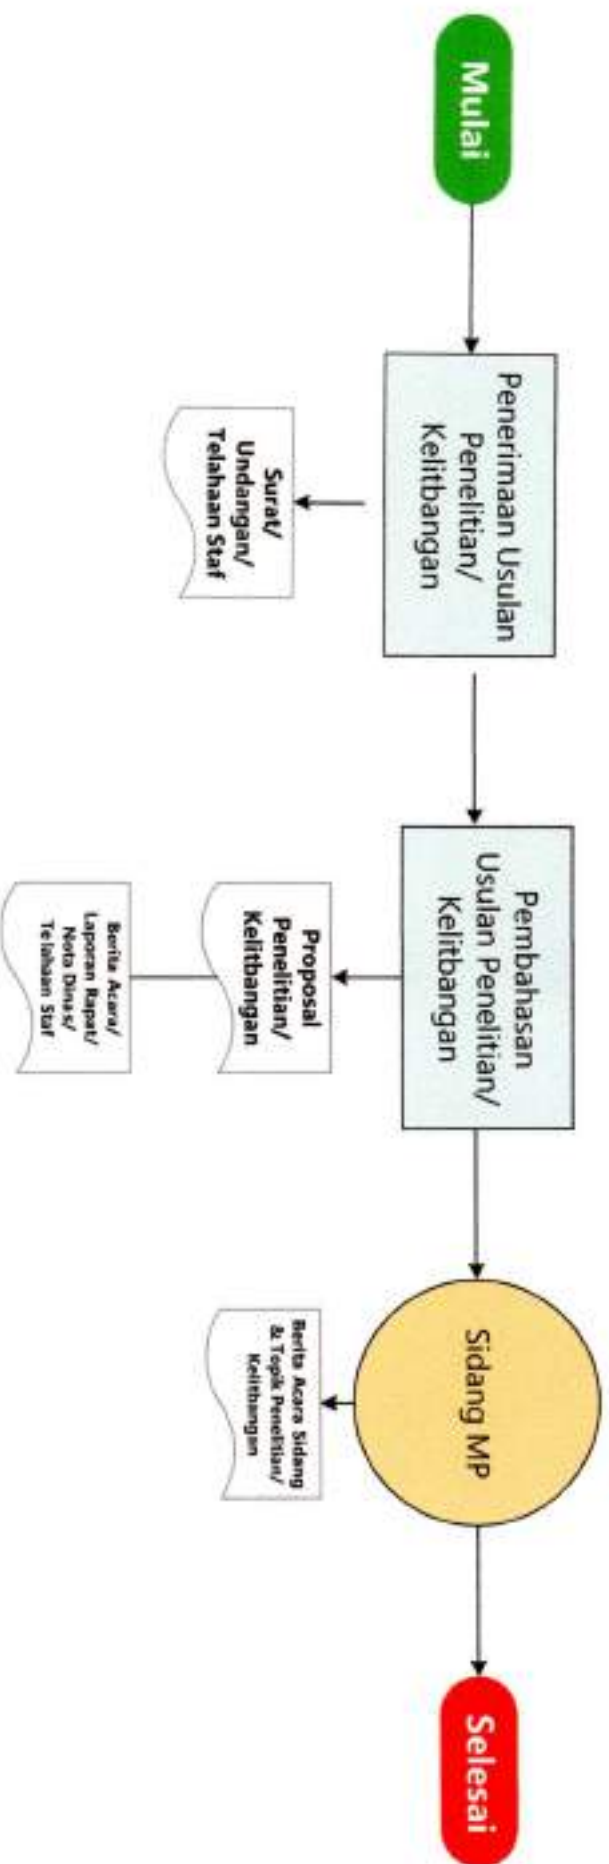 Mulai
Penerimaan Usulan
Penelitian/
Kelitbangan
Surat/
Undangan/
Telahaan Staf
Pembahasan
Usulan Penelitian/
Kelitbangan
Proposal
Penelitian/
Kelitbangan
Berita Acara/
Laporan Rapat/
Nota Dinas/
Telahaan Staf
Sidang MP
Berita Acara Sidang
& Topik Penelitian/
Kelitbangan
Selesai